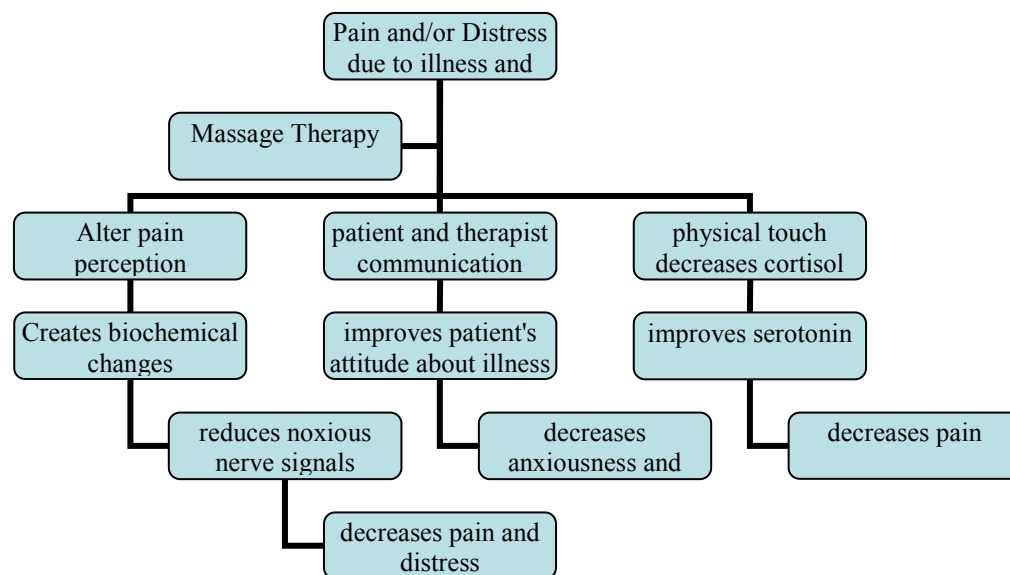 Pain and/or Distress
due to illness and
Massage Therapy
Alter pain
perception
patient and therapist
communication
physical touch
decreases cortisol
Creates biochemical
changes
improves patient's
attitude about illness
improves serotonin
reduces noxious
nerve signals
decreases
anxiousness and
decreases pain
decreases pain and
distress